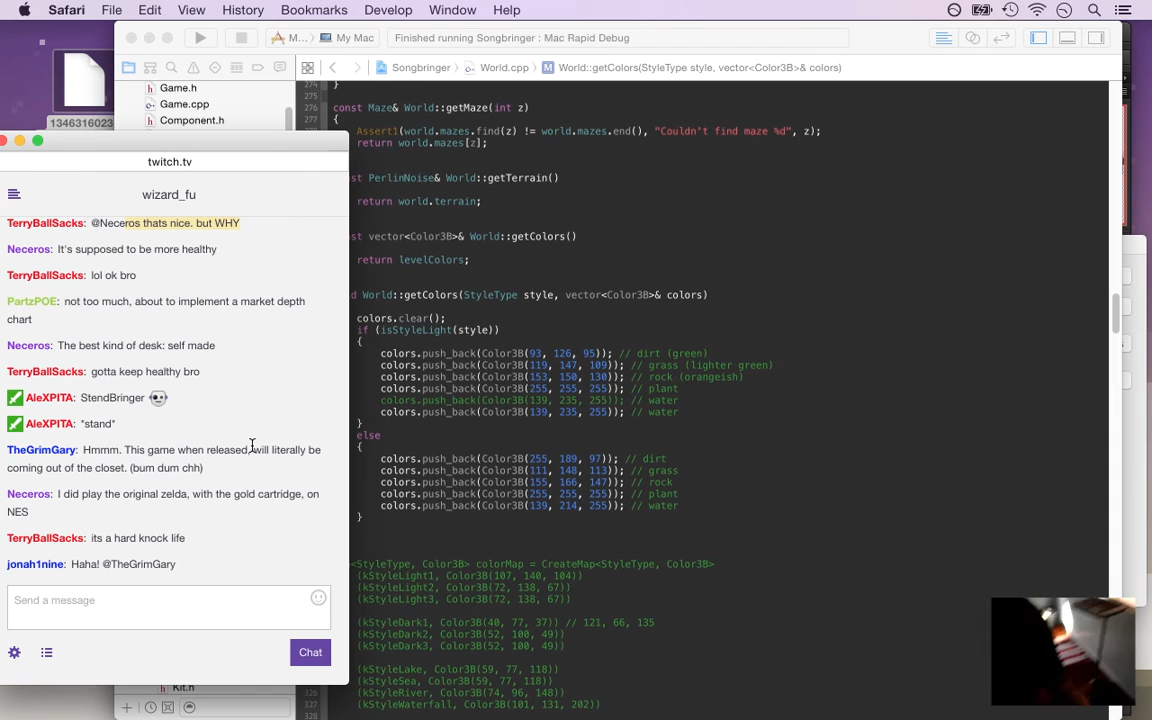 Safari File Edit View History Bookmarks Develop Window Help
M... My Mac
Finished running Songbringer : Mac Rapid Debug
Songbringer World.cpp M World::getColors(StyleType style, vector<Color3B>& colors)
Game.h
Game.cpp
Component.h
1346316023
twitch.tv
wizard_fu
TerryBallSacks: @Neceros thats nice. but WHY
Neceros: It's supposed to be more healthy
TerryBallSacks: lol ok bro
PartzPOE: not too much, about to implement a market depth
chart
Neceros: The best kind of desk: self made
TerryBallSacks: gotta keep healthy bro
AleXPITA: StendBringer
AleXPITA: *stand*
TheGrimGary: Hmmm. This game when released, will literally be
coming out of the closet. (bum dum chh)
Neceros: I did play the original zelda, with the gold cartridge, on
NES
TerryBallSacks: its a hard knock life
jonah1nine: Haha! @TheGrimGary
Send a message
Chat
Kit.h
274 }
275
276 const Maze& World::getMaze(int z)
277 {
Assert1(world.mazes.find(z) != world.mazes.end(), "Couldn't find maze %d", z);
return world.mazes[z];
st PerlinNoise& World::getTerrain()
return world.terrain;
st vector<Color3B>& World::getColors()
return levelColors;
d World::getColors(StyleType style, vector<Color3B>& colors)
colors.clear();
if (isStyleLight(style))
{
colors.push_back(Color3B(93, 126, 95)); // dirt (green)
colors.push_back(Color3B(119, 147, 109)); // grass (lighter green)
colors.push_back(Color3B(153, 150, 130)); // rock (orangeish)
colors.push_back(Color3B(255, 255, 255)); // plant
colors.push_back(Color3B(139, 235, 255)); // water
colors.push_back(Color3B(139, 235, 255)); // water
}
else
{
colors.push_back(Color3B(255, 189, 97)); // dirt
colors.push_back(Color3B(111, 148, 113)); // grass
colors.push_back(Color3B(155, 166, 147)); // rock
colors.push_back(Color3B(255, 255, 255)); // plant
colors.push_back(Color3B(139, 214, 255)); // water
}
<StyleType, Color3B> colorMap = CreateMap<StyleType, Color3B>
(kStyleLight1, Color3B(107, 140, 104))
(kStyleLight2, Color3B(72, 138, 67))
(kStyleLight3, Color3B(72, 138, 67))
(kStyleDark1, Color3B(40, 77, 37)) // 121, 66, 135
(kStyleDark2, Color3B(52, 100, 49))
(kStyleDark3, Color3B(52, 100, 49))
(kStyleLake, Color3B(59, 77, 118))
(kStyleSea, Color3B(59, 77, 118))
326 (kStyleRiver, Color3B(74, 96, 148))
327 (kStyleWaterfall, Color3B(101, 131, 202))
328